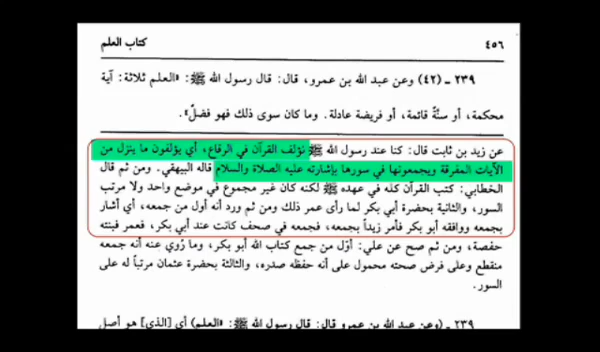 ٤٥٦ كتاب العلم
٢٣٩ ـ (٤٢) وعن عبد الله بن عمرو، قال: قال رسول الله ﷺ: «العلم ثلاثة: آية
محكمة، أو سنَّةٌ قائمة، أو فريضة عادلة. وما كان سوى ذلك فهو فضلٌ».
عن زيد بن ثابت قال: كنا عند رسول الله ﷺ نؤلف القرآن في الرقاع، أي يؤلفون ما ينزل من
الآيات المفرقة ويجمعونها في سورها بإشارته عليه الصلاة والسلام قاله البيهقي. ومن ثم قال
الخطابي: كتب القرآن كله في عهده ﷺ لكنه كان غير مجموع في موضع واحد ولا مرتب
السور، والثانية بحضرة أبي بكر لما رأى عمر ذلك ومن ثم ورد أنه أول من جمعه، أي أشار
بجمعه ووافقه أبو بكر فأمر زيداً بجمعه، فجمعه في صحف كانت عند أبي بكر، فعمر فبنته
حفصة، ومن ثم صح عن علي: أوّل من جمع كتاب الله أبو بكر، وما رُوي عنه أنه جمعه
منقطع وعلى فرض صحته محمول على أنه حفظه صدره، والثالثة بحضرة عثمان مرتباً له على
السور.
٢٣٩ ـ (وعن عبد الله بن عمرو قال: قال رسول الله ﷺ: (العلم) أي [الذي] هو أصل